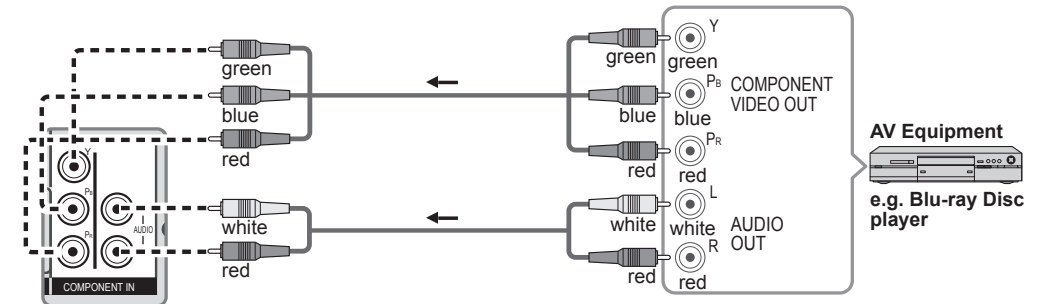 green
blue
red
white
red
Y
PB
PR
AUDIO
COMPONENT IN
green
blue
red
white
red
Y
green
PB
blue
PR
red
COMPONENT
VIDEO OUT
L
white
R
red
AUDIO
OUT
AV Equipment
e.g. Blu-ray Disc
player